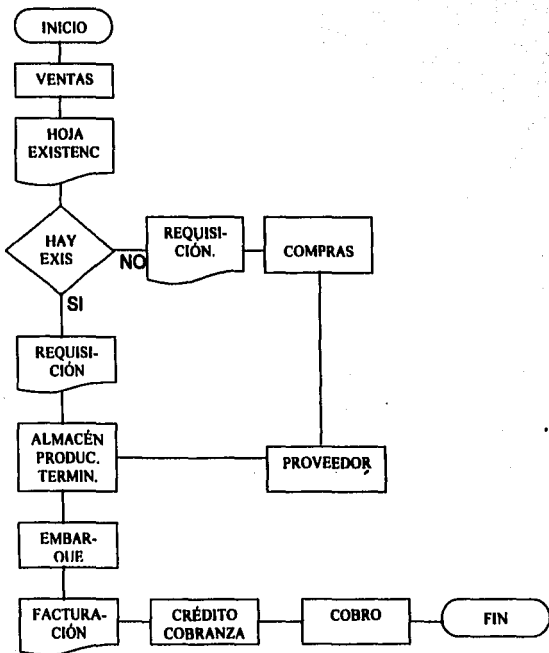 INICIO
VENTAS
HOJA
EXISTENC
HAY
EXIS
NO
REQUISI-
CIÓN.
COMPRAS
SI
REQUISI-
CIÓN
ALMACÉN
PRODUC.
TERMIN.
PROVEEDOR
EMBAR-
QUE
FACTURA-
CIÓN
CRÉDITO
COBRANZA
COBRO
FIN